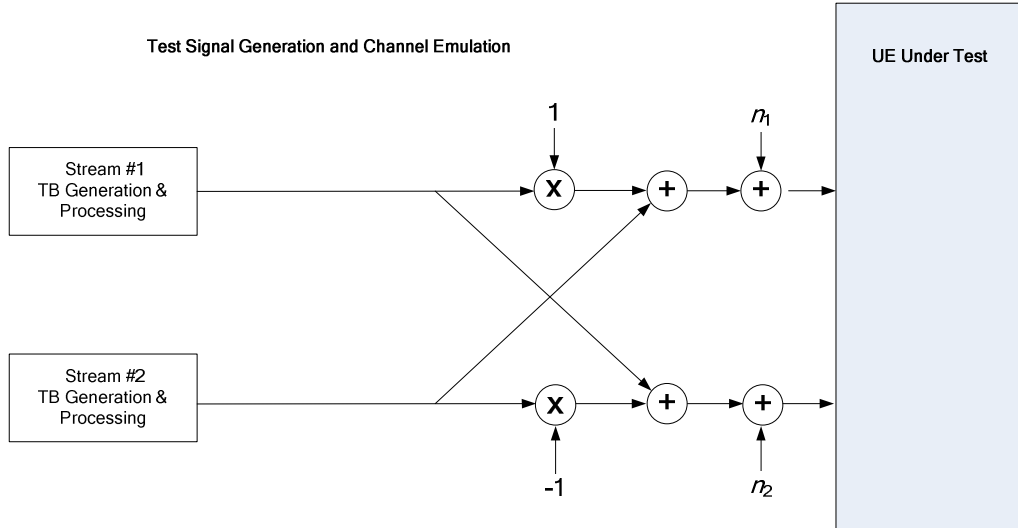 Test Signal Generation and Channel Emulation
UE Under Test
1
n1
Stream #1
TB Generation &
Processing
X
+
+
Stream #2
TB Generation &
Processing
X
+
+
-1
n2